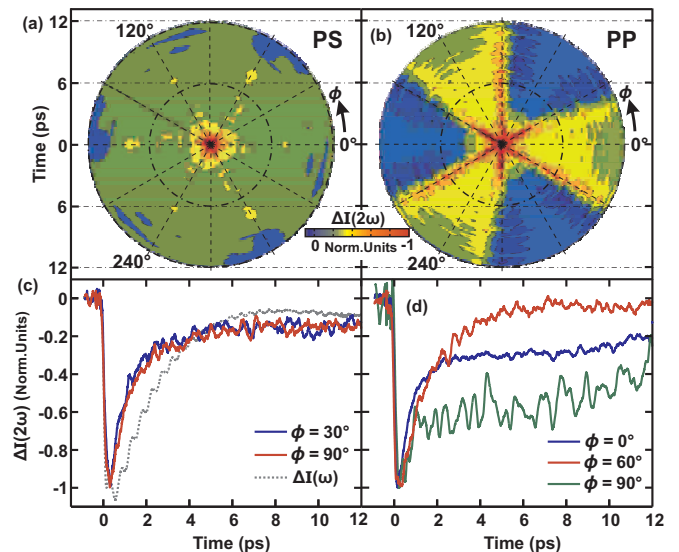 (a) 120° PS
(b) 120° PP
12
6
0
6
12
Time (ps)
ϕ
0°
ϕ
0°
240°
240°
ΔI(2ω)
0 Norm.Units -1
(c)
(d)
0
-0.2
-0.4
-0.6
-0.8
-1
ΔI(2ω) (Norm.Units)
ϕ = 30°
ϕ = 90°
ΔI(ω)
ϕ = 0°
ϕ = 60°
ϕ = 90°
0 2 4 6 8 10 12
0 2 4 6 8 10 12
Time (ps)
Time (ps)